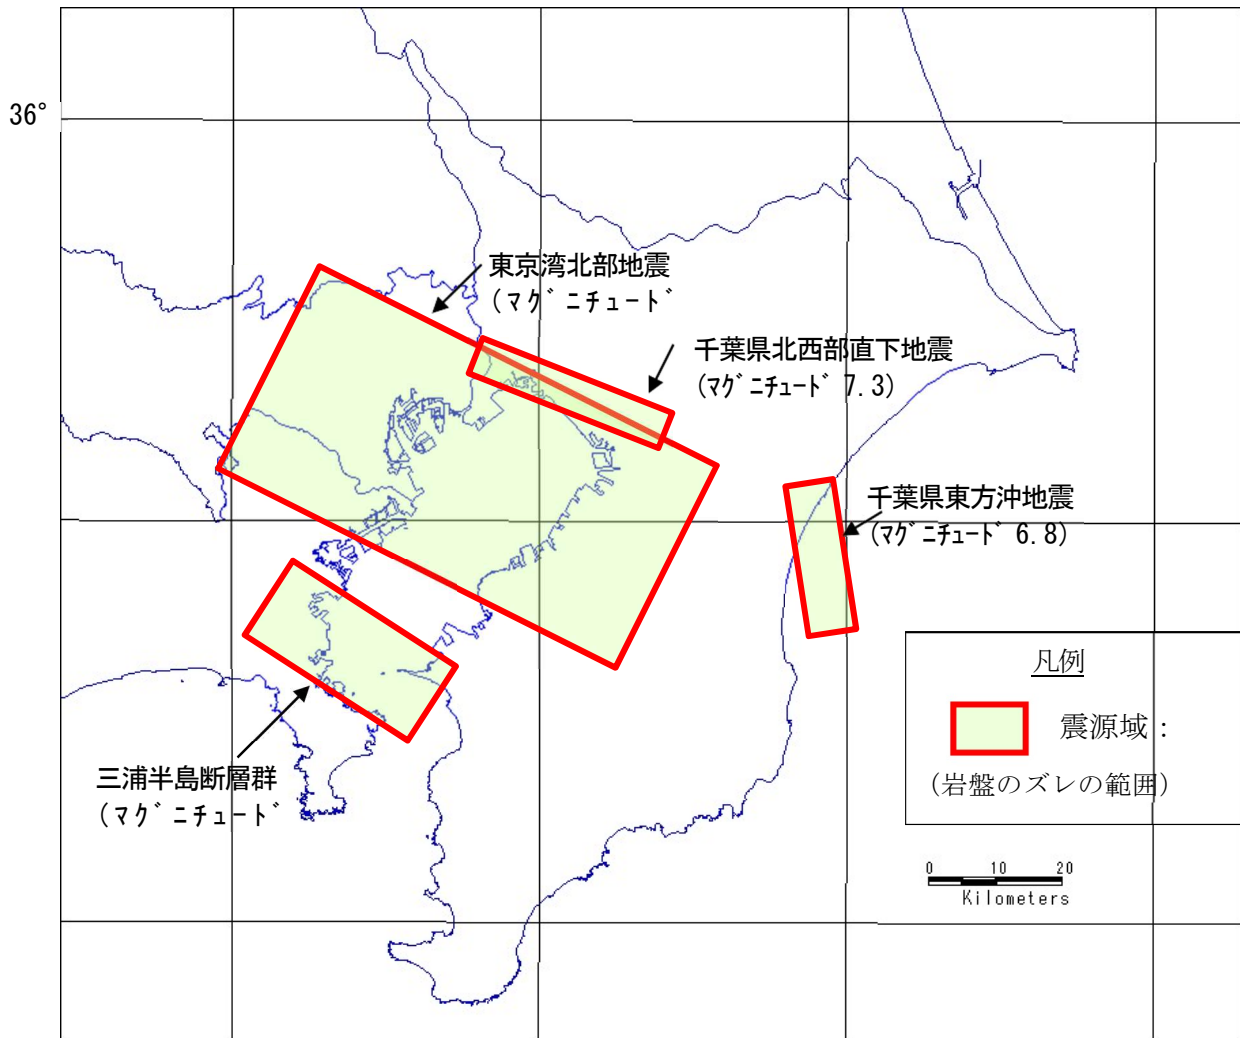 36°
東京湾北部地震
(マグニチュード
千葉県北西部直下地震
(マグニチュード 7.3)
千葉県東方沖地震
(マグニチュード 6.8)
三浦半島断層群
(マグニチュード
凡例
震源域：
(岩盤のズレの範囲)
0 10 20
Kilometers